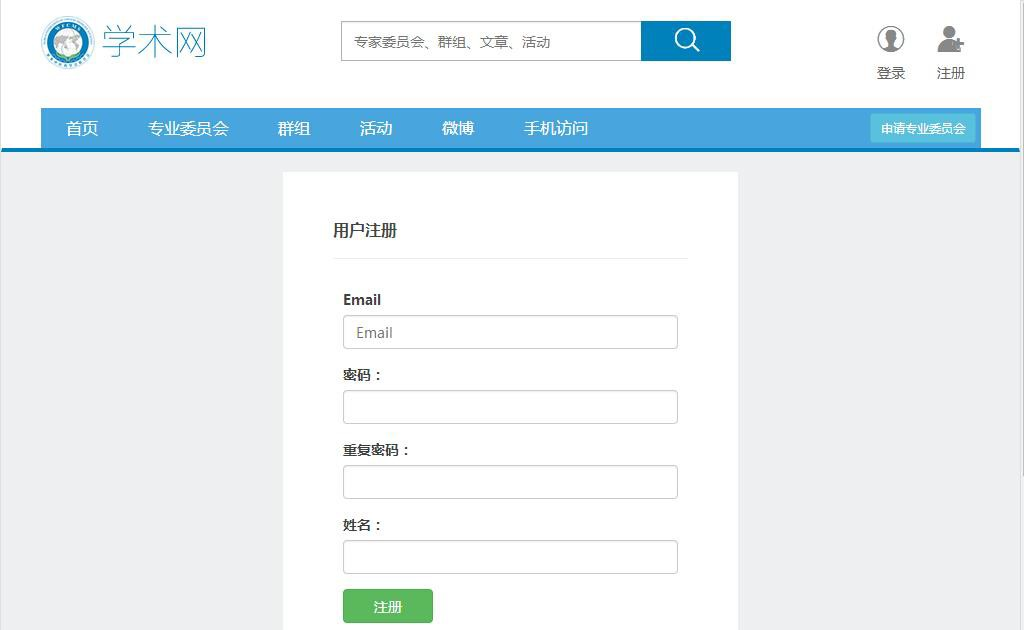 学术网
专家委员会、群组、文章、活动
登录
注册
首页 专业委员会 群组 活动 微博 手机访问 申请专业委员会
用户注册
Email
Email
密码：
重复密码：
姓名：
注册